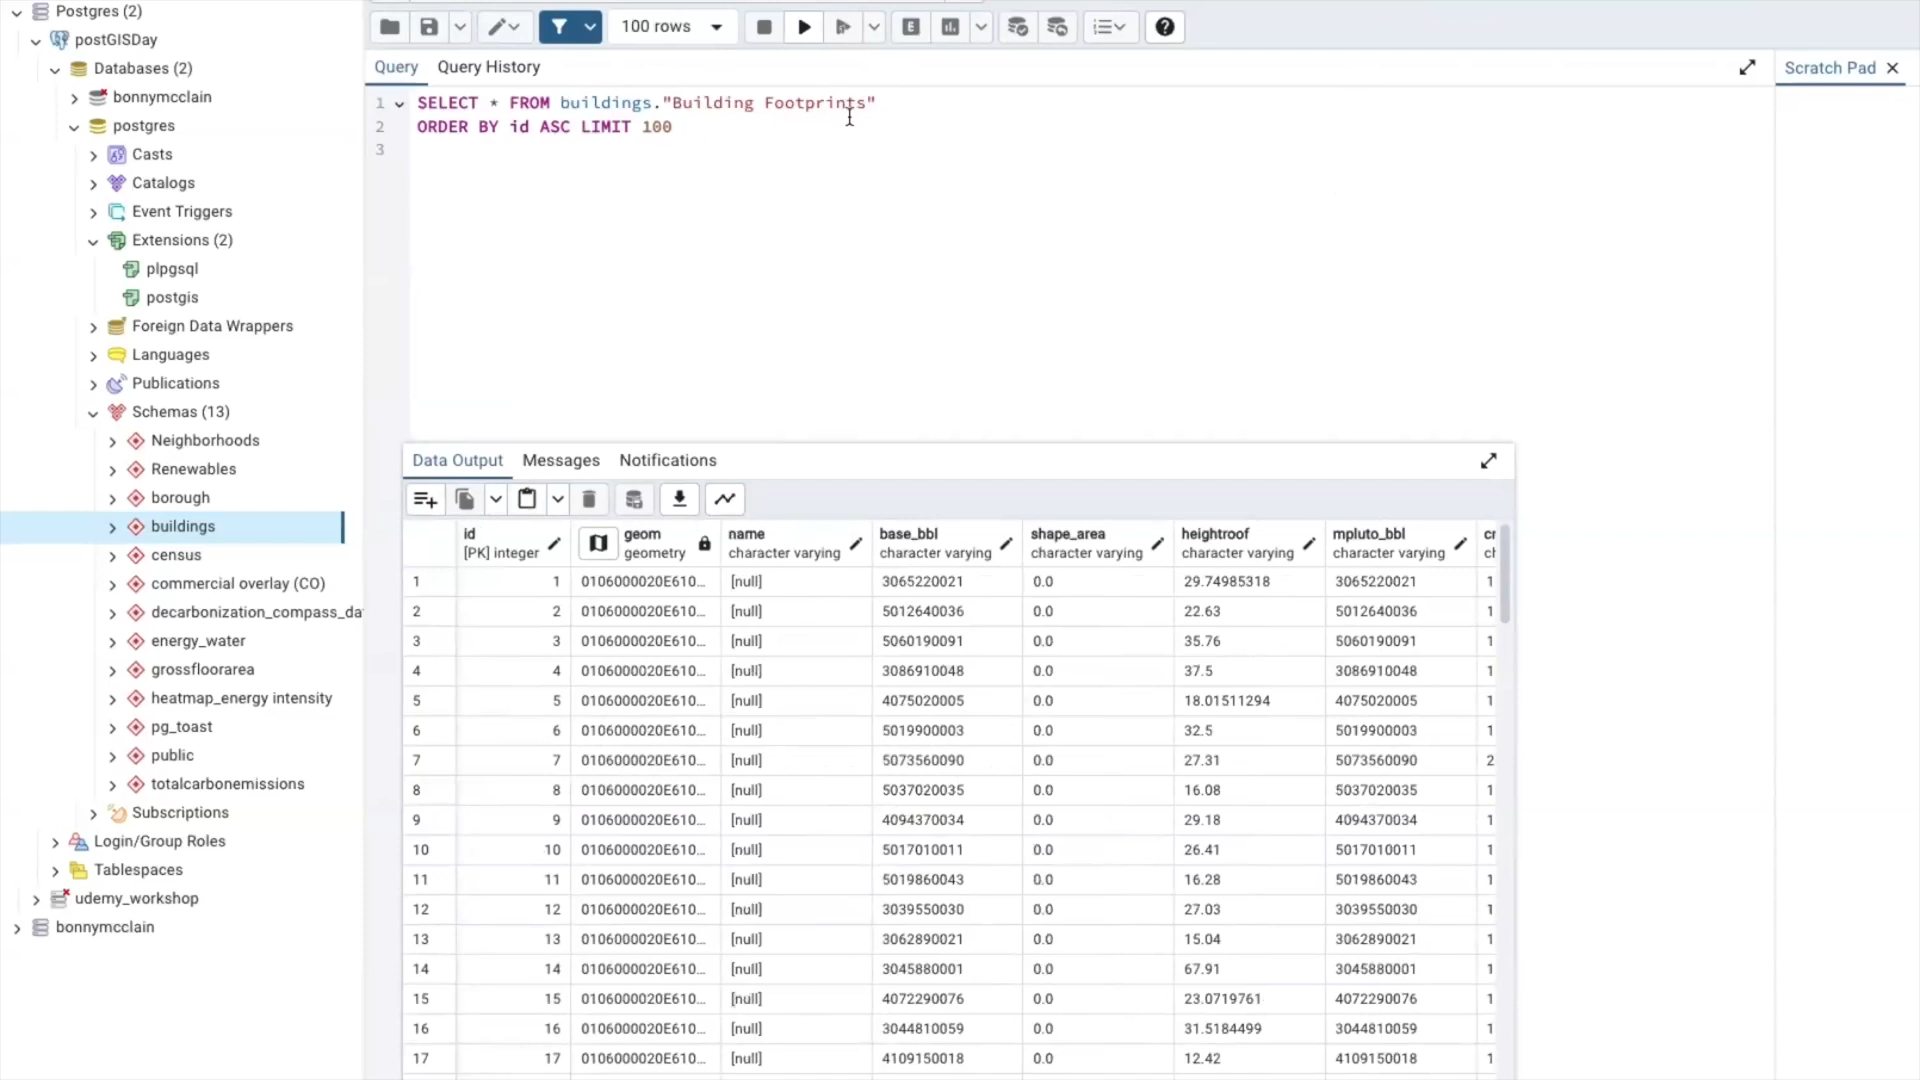 Postgres (2)
postGISDay
Databases (2)
bonnymcclain
postgres
Casts
Catalogs
Event Triggers
Extensions (2)
plpgsql
postgis
Foreign Data Wrappers
Languages
Publications
Schemas (13)
Neighborhoods
Renewables
borough
buildings
census
commercial overlay (CO)
decarbonization_compass_da
energy_water
grossfloorarea
heatmap_energy intensity
pg_toast
public
totalcarbonemissions
Subscriptions
Login/Group Roles
Tablespaces
udemy_workshop
bonnymcclain
100 rows
E
Query Query History
Scratch Pad
1 SELECT * FROM buildings."Building Footprints"
2 ORDER BY id ASC LIMIT 100
3
Data Output Messages Notifications
id geom name base_bbl shape_area heightroof mpluto_bbl cr
[PK] integer geometry character varying character varying character varying character varying character varying ch
1 1 0106000020E610... [null] 3065220021 0.0 29.74985318 3065220021 1
2 2 0106000020E610... [null] 5012640036 0.0 22.63 5012640036 1
3 3 0106000020E610... [null] 5060190091 0.0 35.76 5060190091 1
4 4 0106000020E610... [null] 3086910048 0.0 37.5 3086910048 1
5 5 0106000020E610... [null] 4075020005 0.0 18.01511294 4075020005 1
6 6 0106000020E610... [null] 5019900003 0.0 32.5 5019900003 1
7 7 0106000020E610... [null] 5073560090 0.0 27.31 5073560090 2
8 8 0106000020E610... [null] 5037020035 0.0 16.08 5037020035 1
9 9 0106000020E610... [null] 4094370034 0.0 29.18 4094370034 1
10 10 0106000020E610... [null] 5017010011 0.0 26.41 5017010011 1
11 11 0106000020E610... [null] 5019860043 0.0 16.28 5019860043 1
12 12 0106000020E610... [null] 3039550030 0.0 27.03 3039550030 1
13 13 0106000020E610... [null] 3062890021 0.0 15.04 3062890021 1
14 14 0106000020E610... [null] 3045880001 0.0 67.91 3045880001 1
15 15 0106000020E610... [null] 4072290076 0.0 23.0719761 4072290076 1
16 16 0106000020E610... [null] 3044810059 0.0 31.5184499 3044810059 1
17 17 0106000020E610... [null] 4109150018 0.0 12.42 4109150018 1